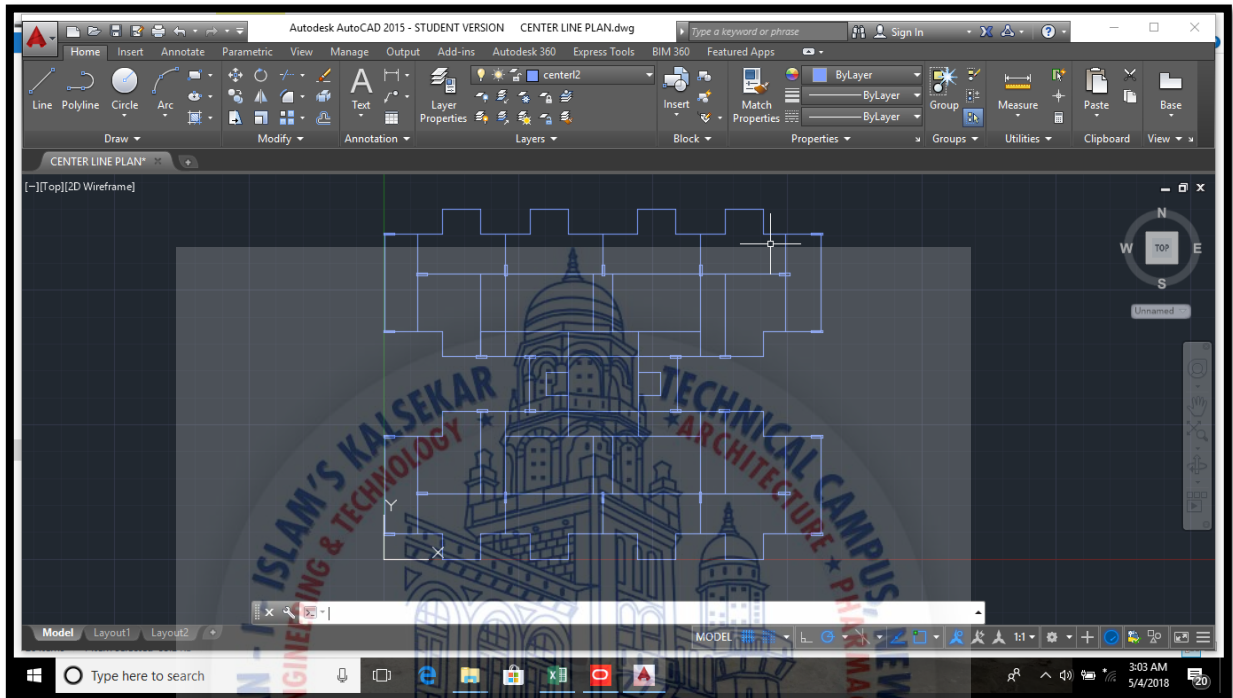 Autodesk AutoCAD 2015 - STUDENT VERSION CENTER LINE PLAN.dwg Type a keyword or phrase Sign In
Home Insert Annotate Parametric View Manage Output Add-ins Autodesk 360 Express Tools BIM 360 Featured Apps
centerl2 ByLayer
ByLayer
ByLayer
Line Polyline Circle Arc Text Layer Properties Insert Match Properties Group Measure Paste Base
Draw Modify Annotation Layers Block Properties Groups Utilities Clipboard View
CENTER LINE PLAN*
[−][Top][2D Wireframe]
N
W TOP E
S
Unnamed
Y
X
ISLAM'S KALSEKAR TECHNICAL CAMPUS, NEW
& TECHNOLOGY ★ ★ ARCHITECTURE ★ PHARMA
Model Layout1 Layout2 MODEL 1:1
Type here to search
3:03 AM
5/4/2018
20